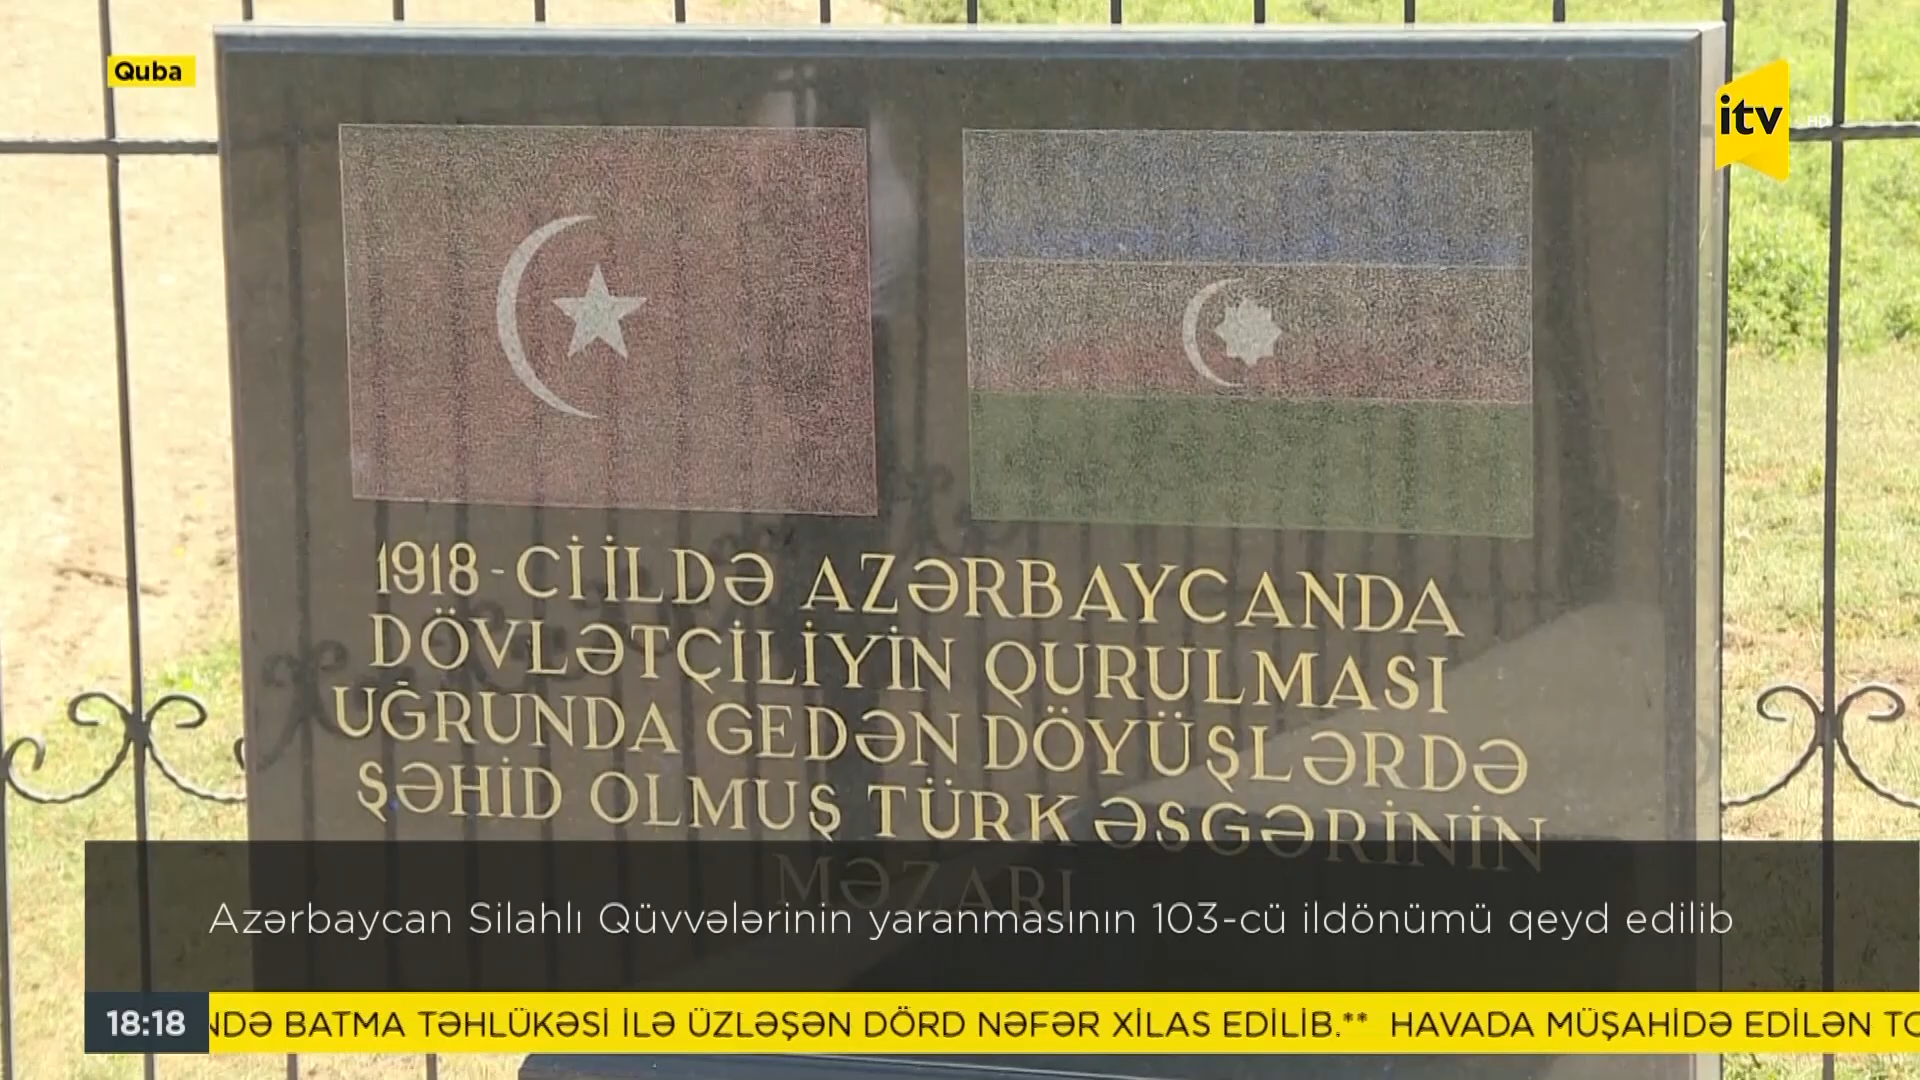 Quba
itv
HD
1918-Cİ İLDƏ AZƏRBAYCANDA
DÖVLƏTÇİLİYİN QURULMASI
UĞRUNDA GEDƏN DÖYÜŞLƏRDƏ
ŞƏHİD OLMUŞ TÜRK ƏSGƏRİNİN
MƏZARI
Azərbaycan Silahlı Qüvvələrinin yaranmasının 103-cü ildönümü qeyd edilib
18:18
NDƏ BATMA TƏHLÜKƏSİ İLƏ ÜZLƏŞƏN DÖRD NƏFƏR XİLAS EDİLİB.** HAVADA MÜŞAHİDƏ EDİLƏN TO